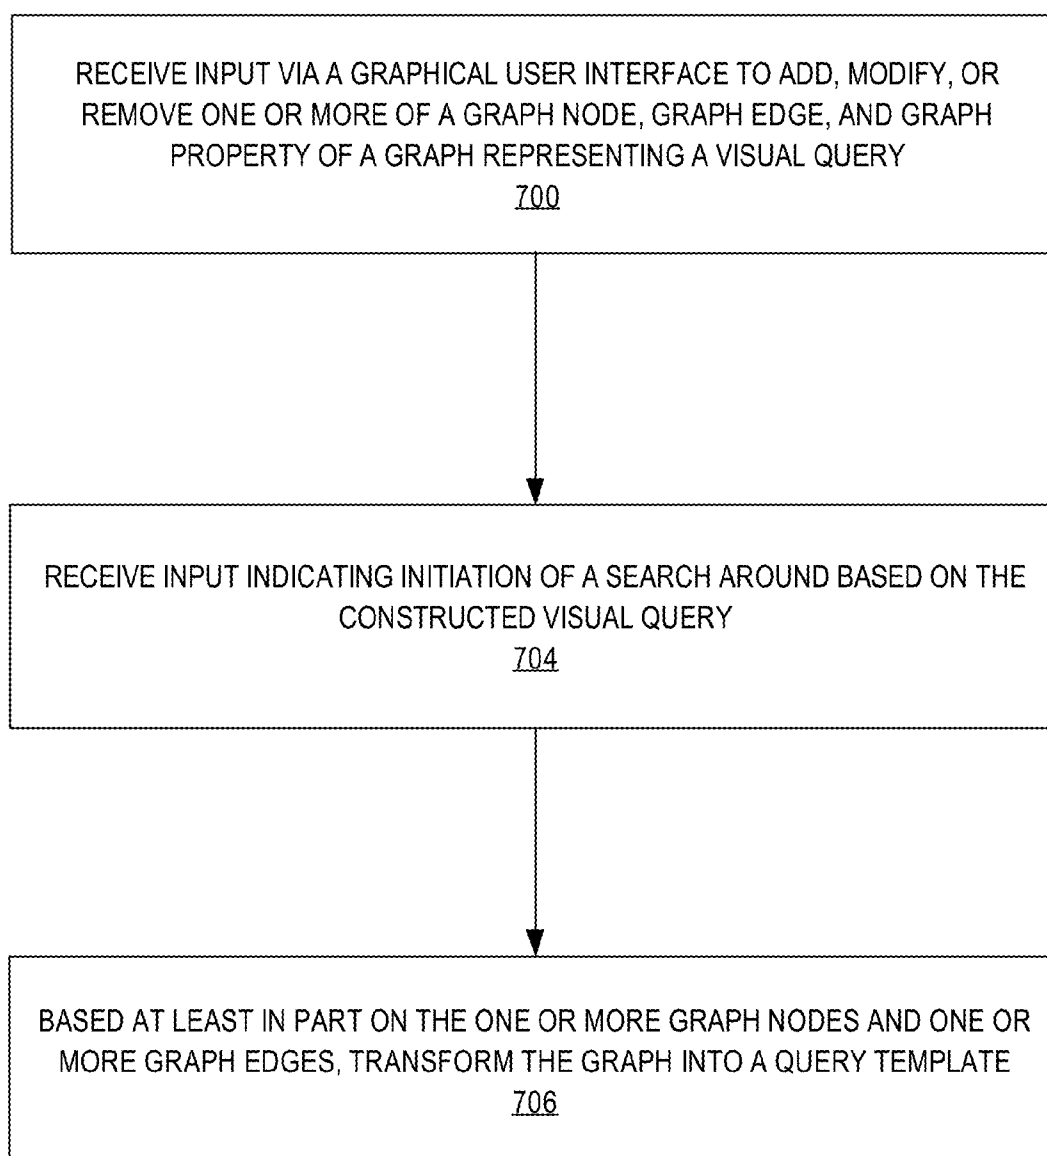 RECEIVE INPUT VIA A GRAPHICAL USER INTERFACE TO ADD, MODIFY, OR
REMOVE ONE OR MORE OF A GRAPH NODE, GRAPH EDGE, AND GRAPH
PROPERTY OF A GRAPH REPRESENTING A VISUAL QUERY
700
RECEIVE INPUT INDICATING INITIATION OF A SEARCH AROUND BASED ON THE
CONSTRUCTED VISUAL QUERY
704
BASED AT LEAST IN PART ON THE ONE OR MORE GRAPH NODES AND ONE OR
MORE GRAPH EDGES, TRANSFORM THE GRAPH INTO A QUERY TEMPLATE
706